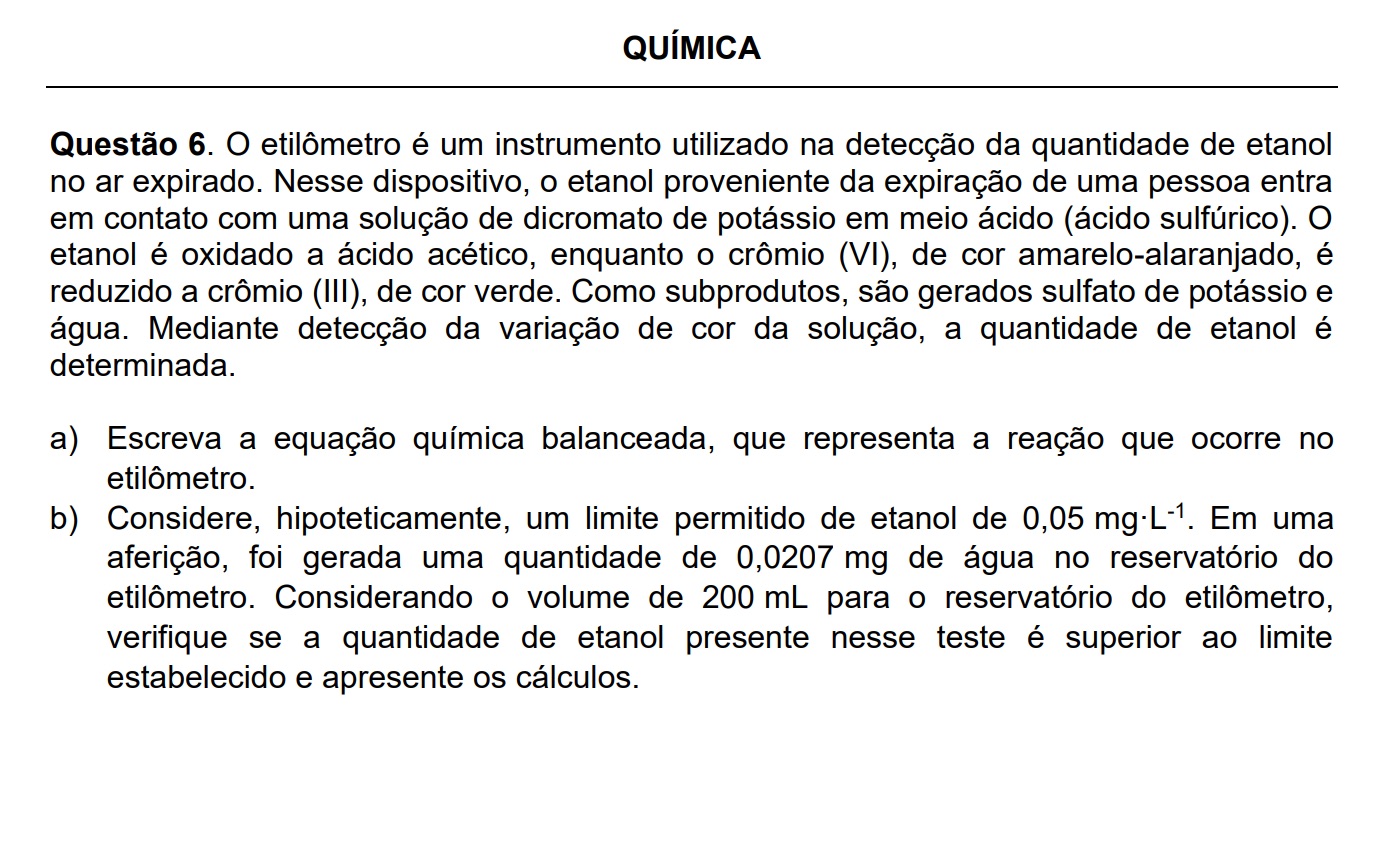 QUÍMICA
Questão 6. O etilômetro é um instrumento utilizado na detecção da quantidade de etanol
no ar expirado. Nesse dispositivo, o etanol proveniente da expiração de uma pessoa entra
em contato com uma solução de dicromato de potássio em meio ácido (ácido sulfúrico). O
etanol é oxidado a ácido acético, enquanto o crômio (VI), de cor amarelo-alaranjado, é
reduzido a crômio (III), de cor verde. Como subprodutos, são gerados sulfato de potássio e
água. Mediante detecção da variação de cor da solução, a quantidade de etanol é
determinada.
a) Escreva a equação química balanceada, que representa a reação que ocorre no
etilômetro.
b) Considere, hipoteticamente, um limite permitido de etanol de 0,05 mg·L⁻¹. Em uma
aferição, foi gerada uma quantidade de 0,0207 mg de água no reservatório do
etilômetro. Considerando o volume de 200 mL para o reservatório do etilômetro,
verifique se a quantidade de etanol presente nesse teste é superior ao limite
estabelecido e apresente os cálculos.